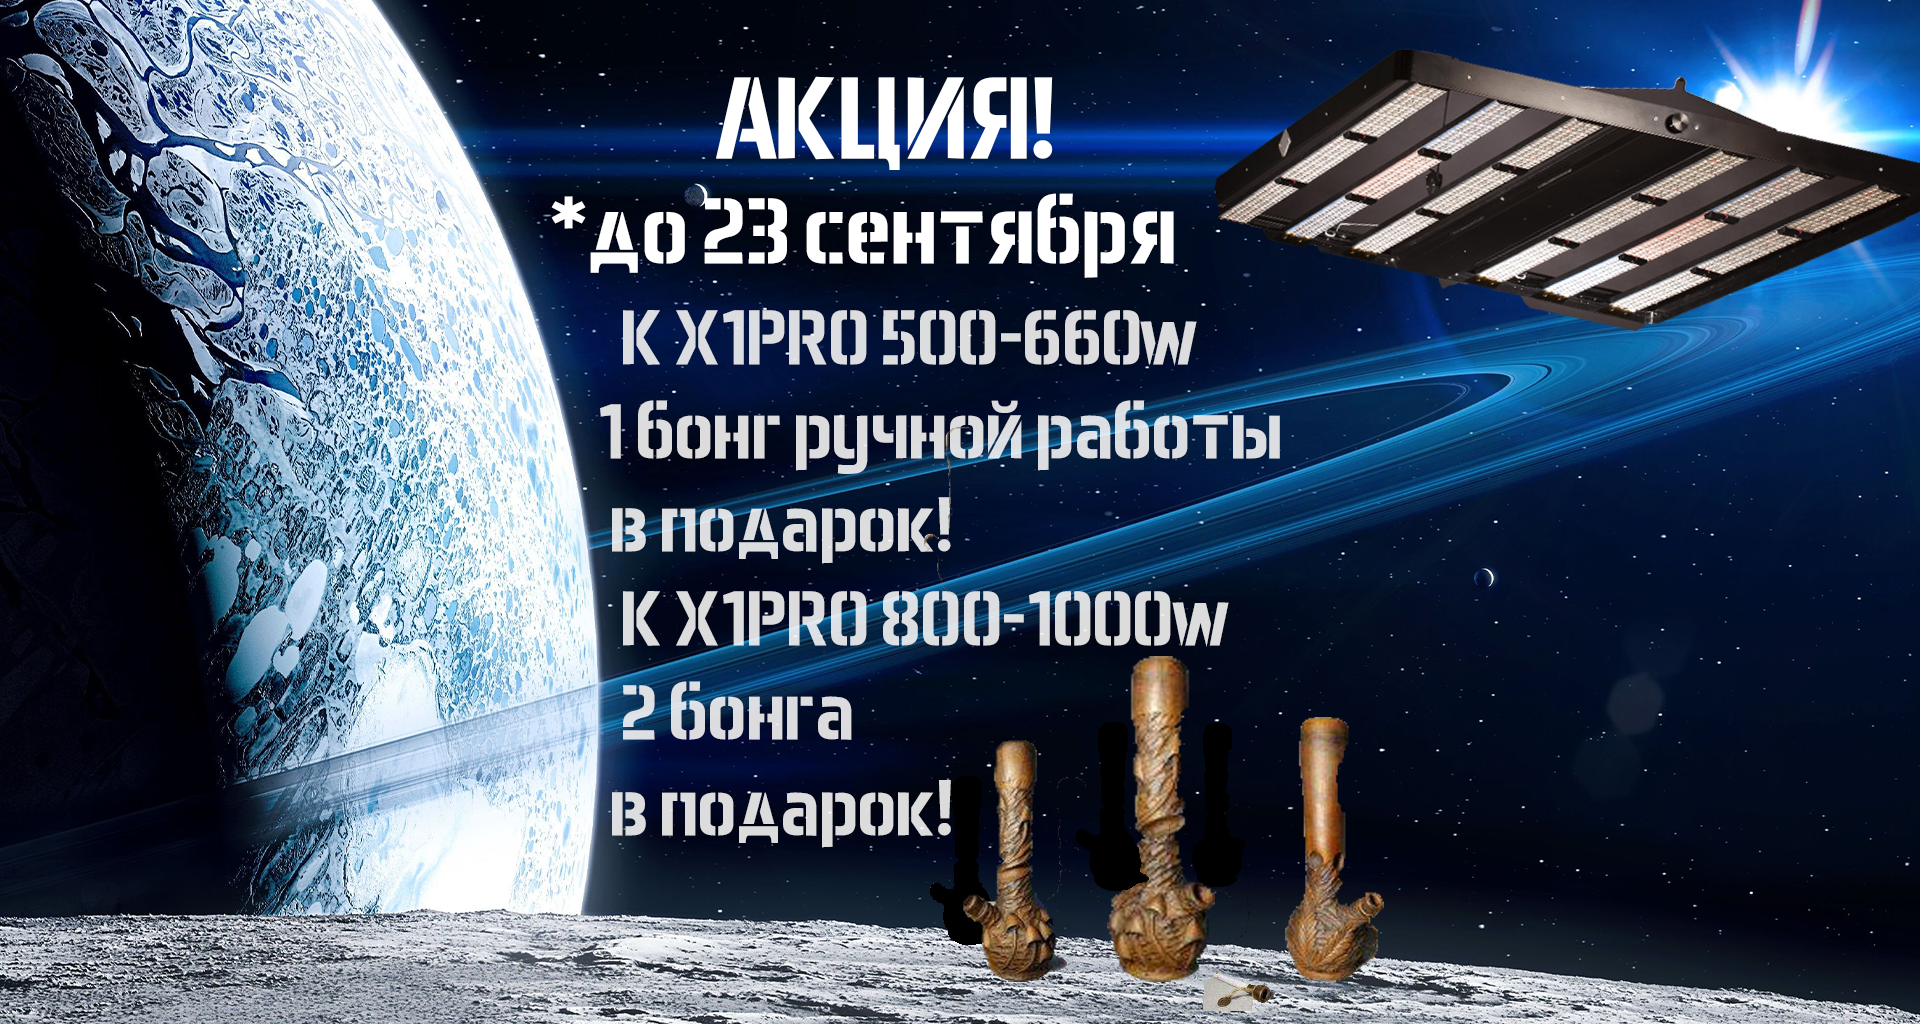 АКЦИЯ!
*до 23 сентября
К X1PRO 500-660w
1 бонг ручной работы
в подарок!
К X1PRO 800-1000w
2 бонга
в подарок!